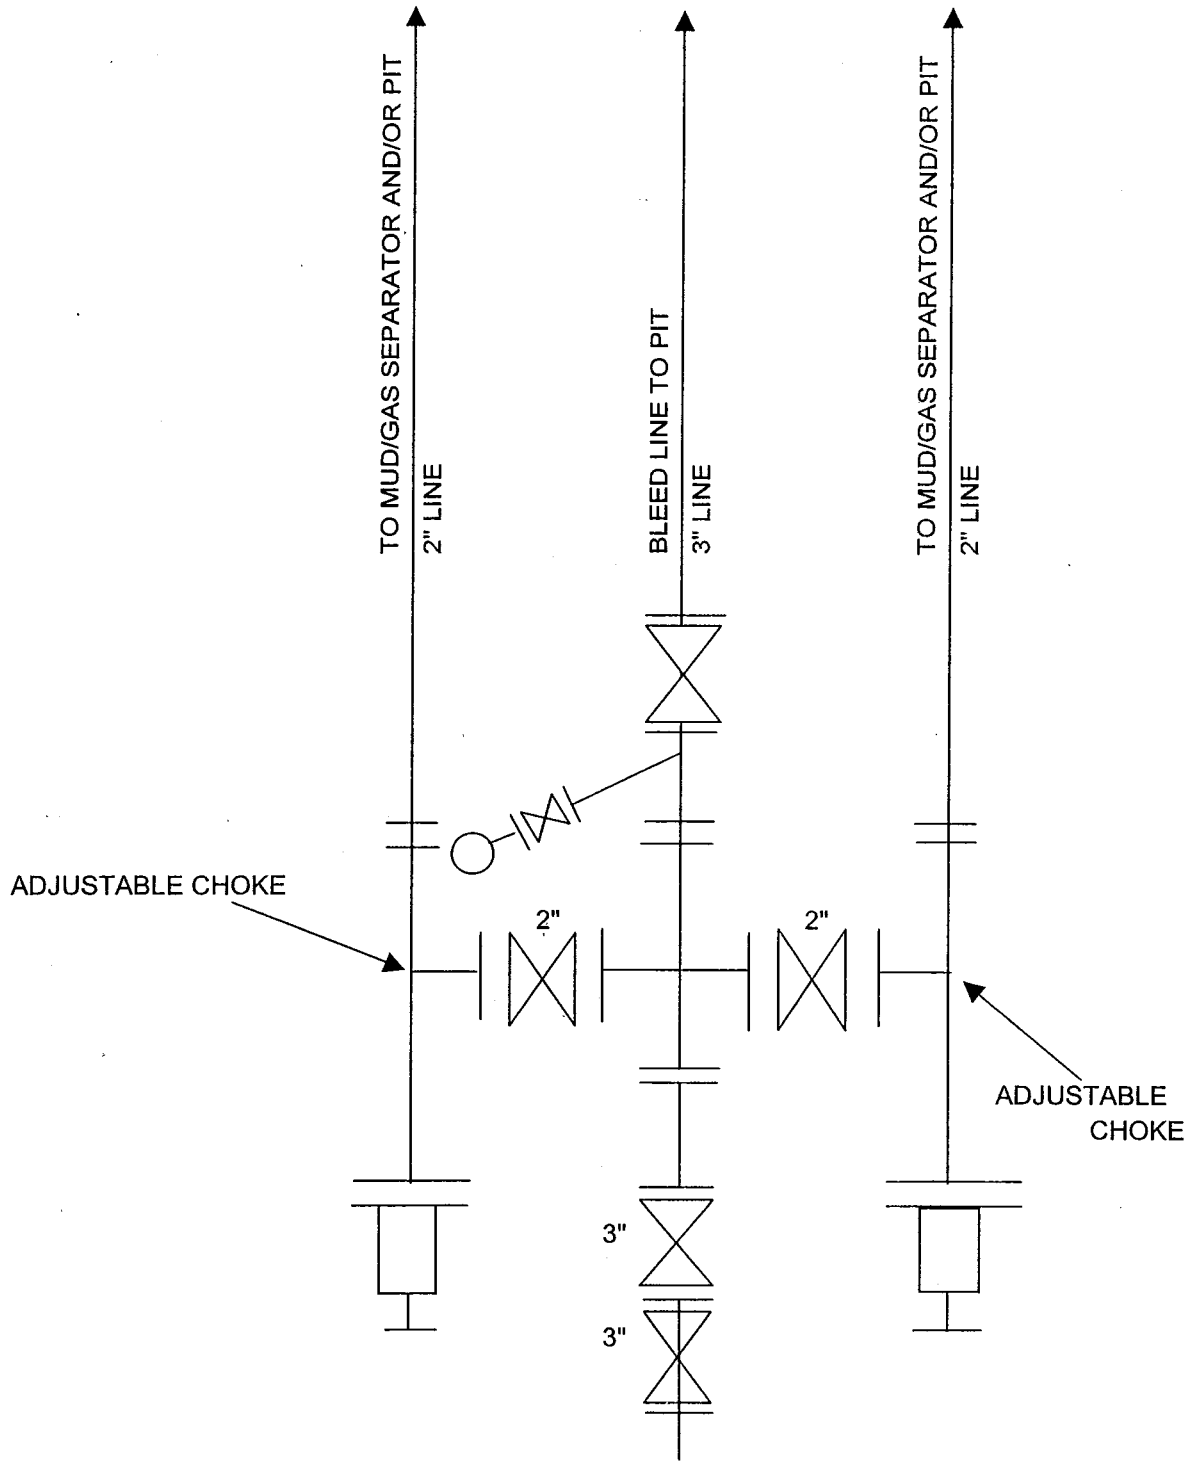 TO MUD/GAS SEPARATOR AND/OR PIT
2" LINE
BLEED LINE TO PIT
3" LINE
TO MUD/GAS SEPARATOR AND/OR PIT
2" LINE
ADJUSTABLE CHOKE
2"
2"
ADJUSTABLE
CHOKE
3"
3"